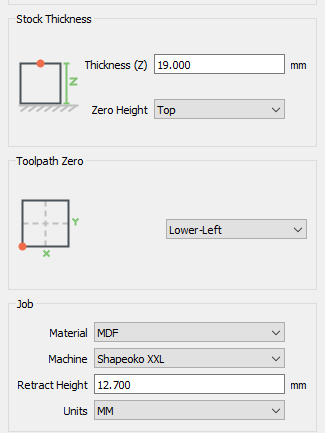 Stock Thickness
Thickness (Z) 19.000 mm
Z
Zero Height Top
Toolpath Zero
Y
Lower-Left
X
Job
Material MDF
Machine Shapeoko XXL
Retract Height 12.700 mm
Units MM